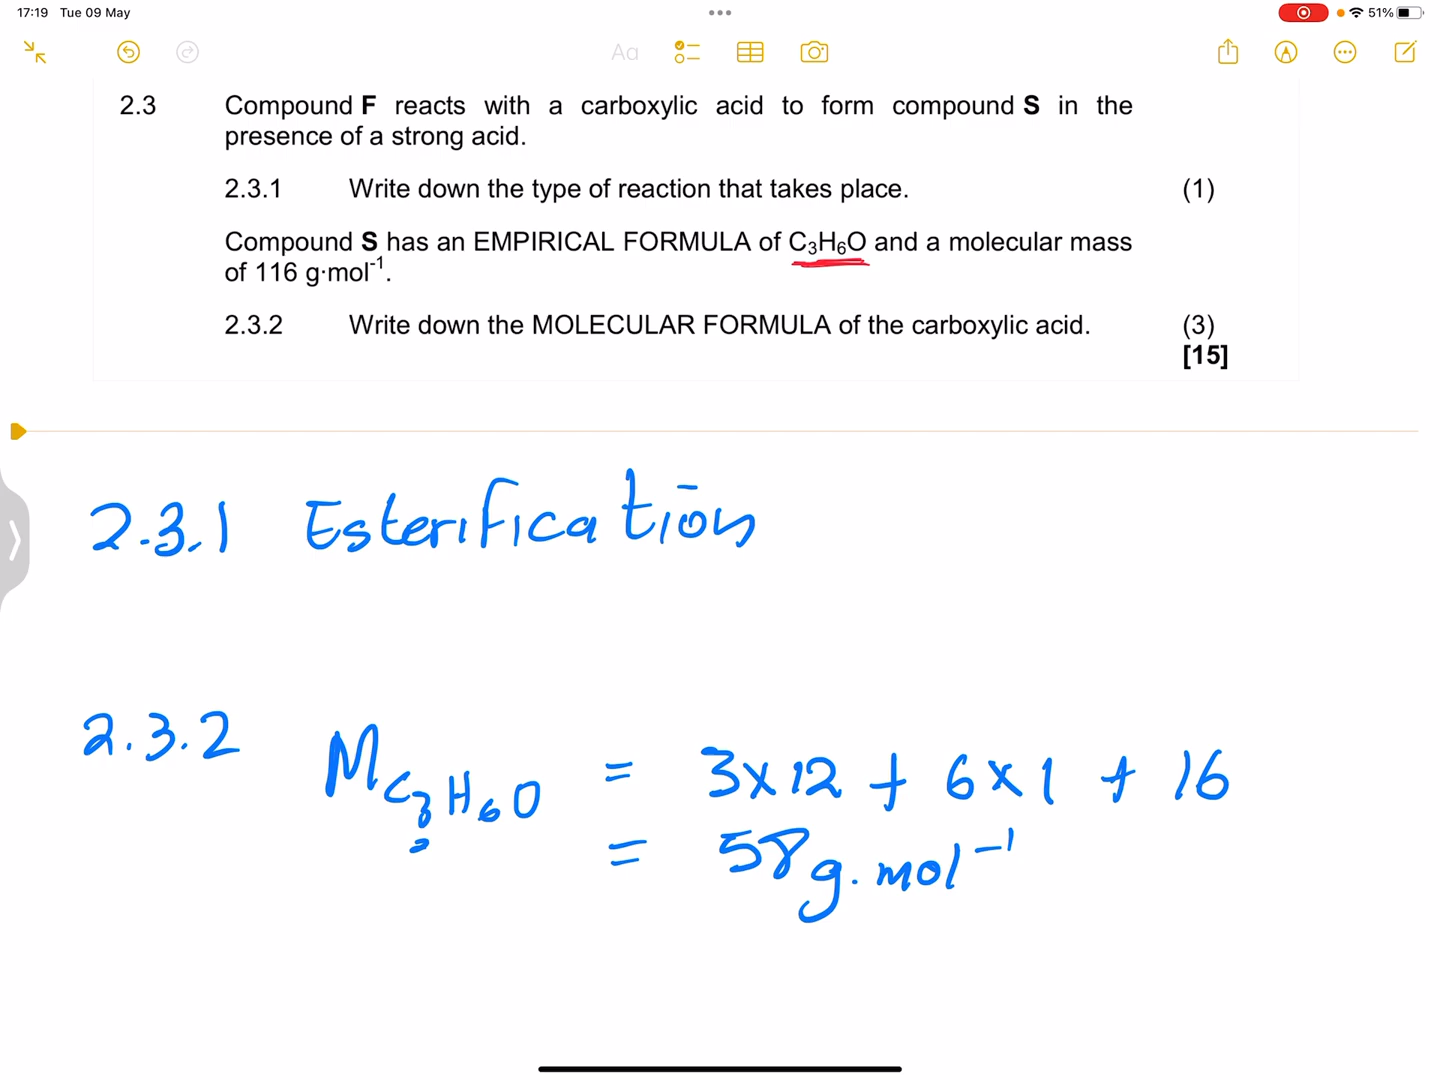 17:19 Tue 09 May
51%
Aa
2.3 Compound F reacts with a carboxylic acid to form compound S in the
presence of a strong acid.
2.3.1 Write down the type of reaction that takes place. (1)
Compound S has an EMPIRICAL FORMULA of C₃H₆O and a molecular mass
of 116 g·mol⁻¹.
2.3.2 Write down the MOLECULAR FORMULA of the carboxylic acid. (3)
[15]
2.3.1 Esterification
2.3.2 M C₃H₆O = 3x12 + 6x1 + 16
= 58g.mol⁻¹